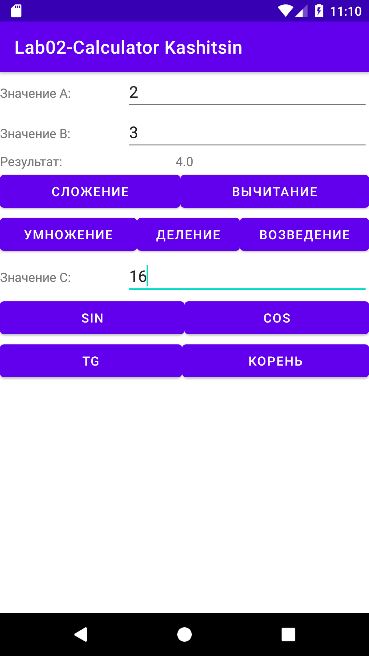 11:10
Lab02-Calculator Kashitsin
Значение A: 2
Значение B: 3
Результат: 4.0
СЛОЖЕНИЕ ВЫЧИТАНИЕ
УМНОЖЕНИЕ ДЕЛЕНИЕ ВОЗВЕДЕНИЕ
Значение C: 16
SIN COS
TG КОРЕНЬ